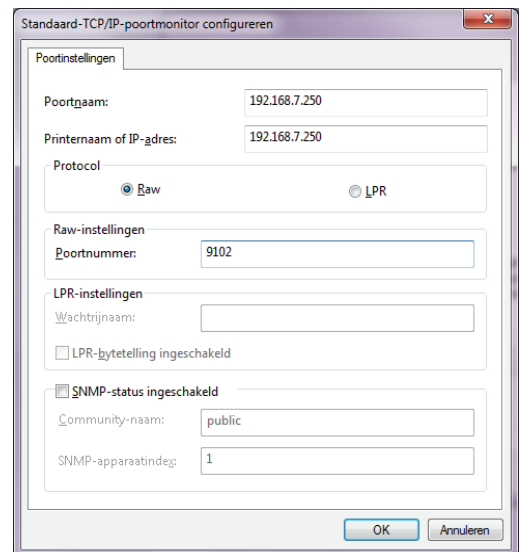 Standaard-TCP/IP-poortmonitor configureren
Poortinstellingen
Poortnaam: 192.168.7.250
Printernaam of IP-adres: 192.168.7.250
Protocol
Raw LPR
Raw-instellingen
Poortnummer: 9102
LPR-instellingen
Wachtrijnaam:
LPR-bytetelling ingeschakeld
SNMP-status ingeschakeld
Community-naam: public
SNMP-apparaatindex: 1
OK Annuleren